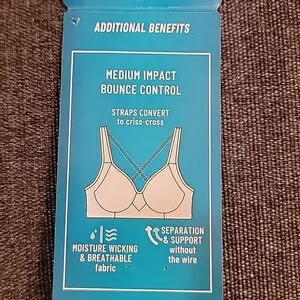 ADDITIONAL BENEFITS
MEDIUM IMPACT
BOUNCE CONTROL
STRAPS CONVERT
to criss-cross
MOISTURE WICKING
& BREATHABLE
fabric
SEPARATION
& SUPPORT
without
the wire